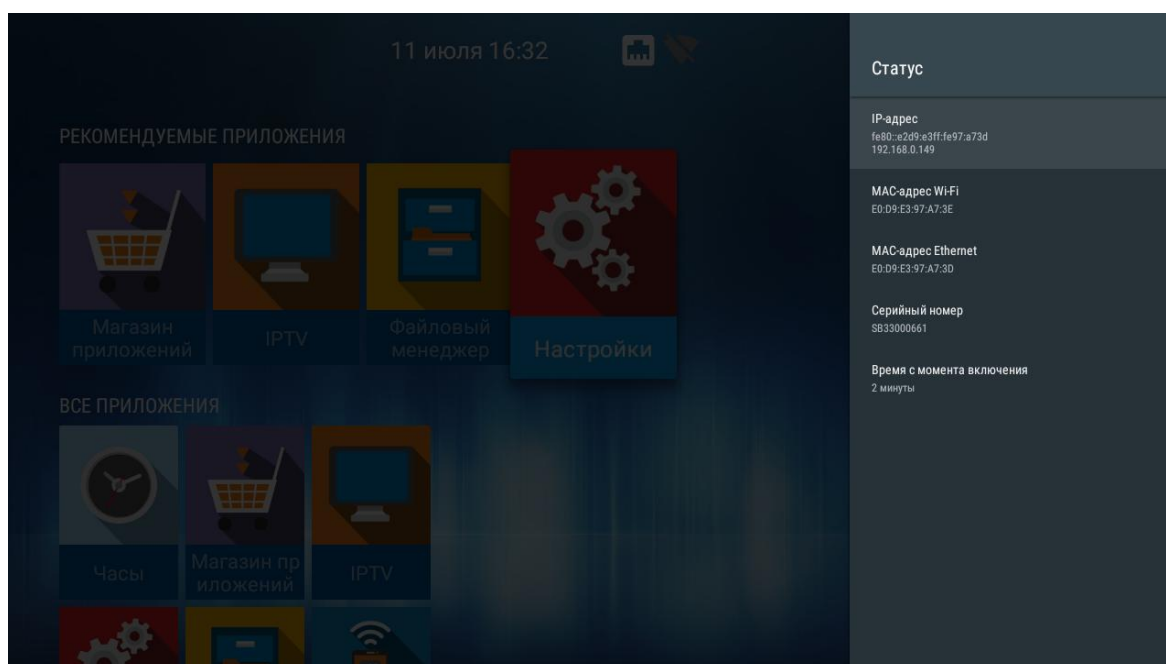 11 июля 16:32
РЕКОМЕНДУЕМЫЕ ПРИЛОЖЕНИЯ
Магазин
приложений
IPTV
Файловый
менеджер
Настройки
ВСЕ ПРИЛОЖЕНИЯ
Часы
Магазин пр
иложений
IPTV
Статус
IP-адрес
fe80::e2d9:e3ff:fe97:a73d
192.168.0.149
MAC-адрес Wi-Fi
E0:D9:E3:97:A7:3E
MAC-адрес Ethernet
E0:D9:E3:97:A7:3D
Серийный номер
SB33000661
Время с момента включения
2 минуты